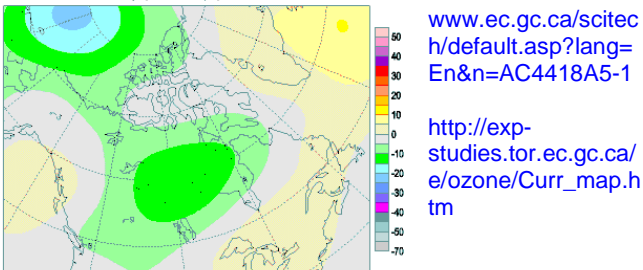 50
40
30
20
10
0
-10
-20
-30
-40
-50
-70
www.ec.gc.ca/scitec
h/default.asp?lang=
En&n=AC4418A5-1
http://exp-
studies.tor.ec.gc.ca/
e/ozone/Curr_map.h
tm